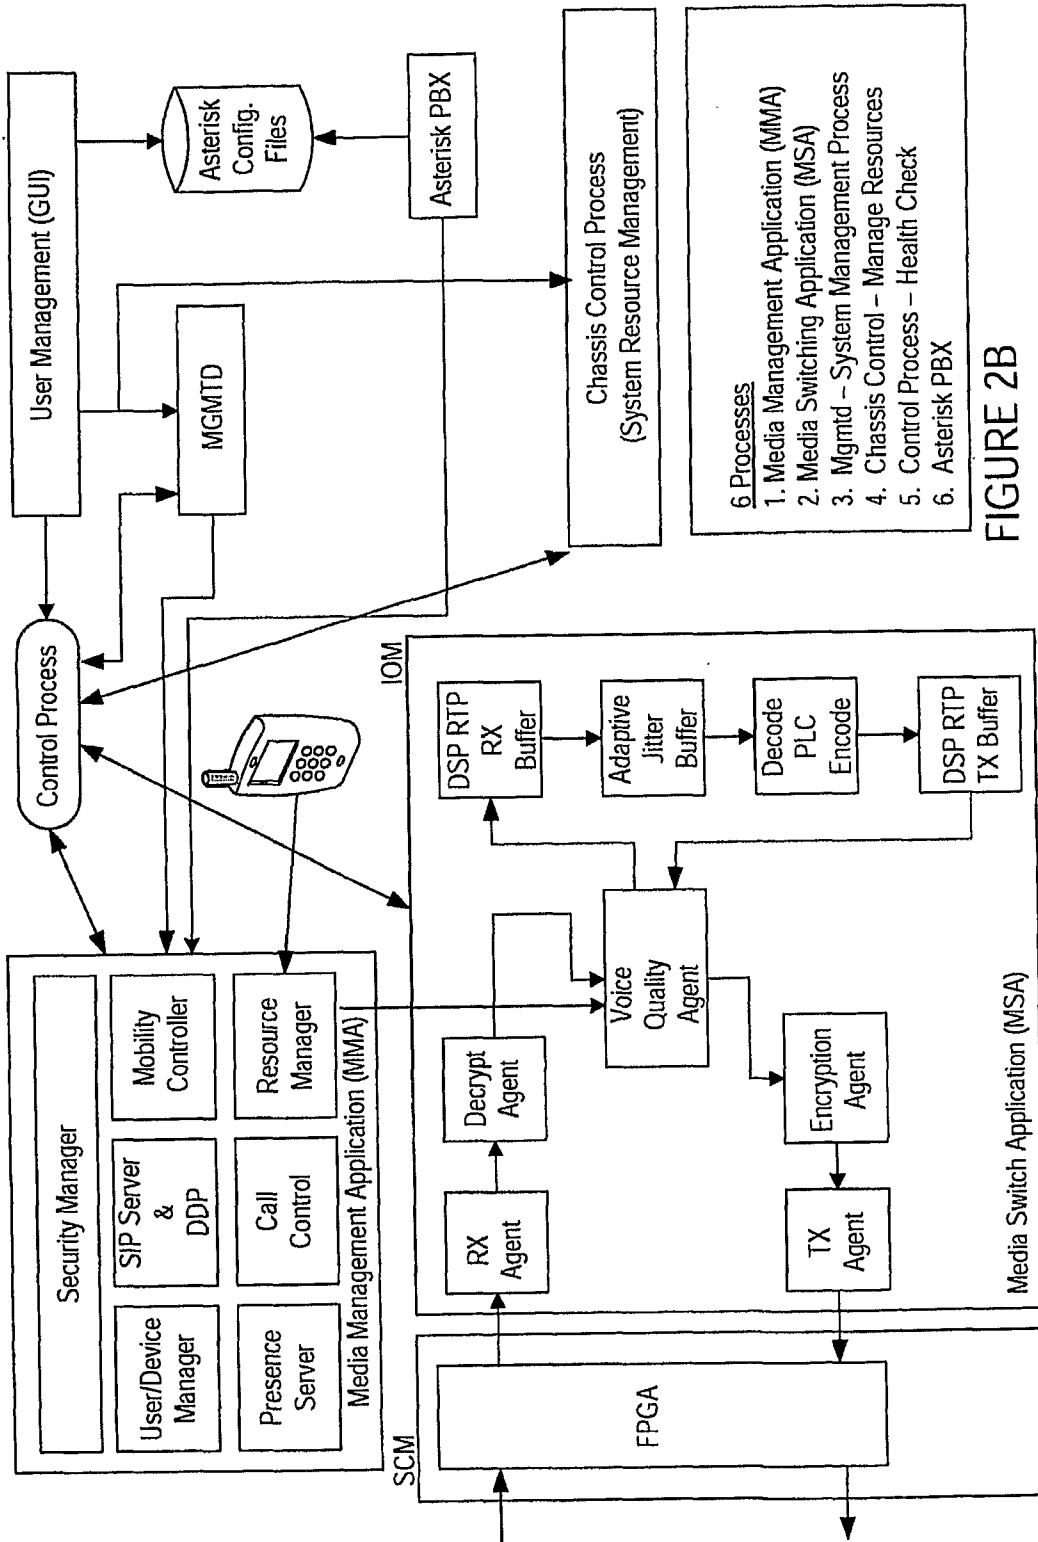 User Management (GUI)
Control Process
MGMTD
Asterisk
Config.
Files
Asterisk PBX
Security Manager
User/Device
Manager
SIP Server
&
DDP
Mobility
Controller
Presence
Server
Call
Control
Resource
Manager
Media Management Application (MMA)
Chassis Control Process
(System Resource Management)
SCM
FPGA
IOM
RX
Agent
Decrypt
Agent
Voice
Quality
Agent
DSP RTP
RX
Buffer
Adaptive
Jitter
Buffer
Decode
PLC
Encode
DSP RTP
TX Buffer
Encryption
Agent
TX
Agent
Media Switch Application (MSA)
6 Processes
1. Media Management Application (MMA)
2. Media Switching Application (MSA)
3. Mgmtd – System Management Process
4. Chassis Control – Manage Resources
5. Control Process – Health Check
6. Asterisk PBX
FIGURE 2B